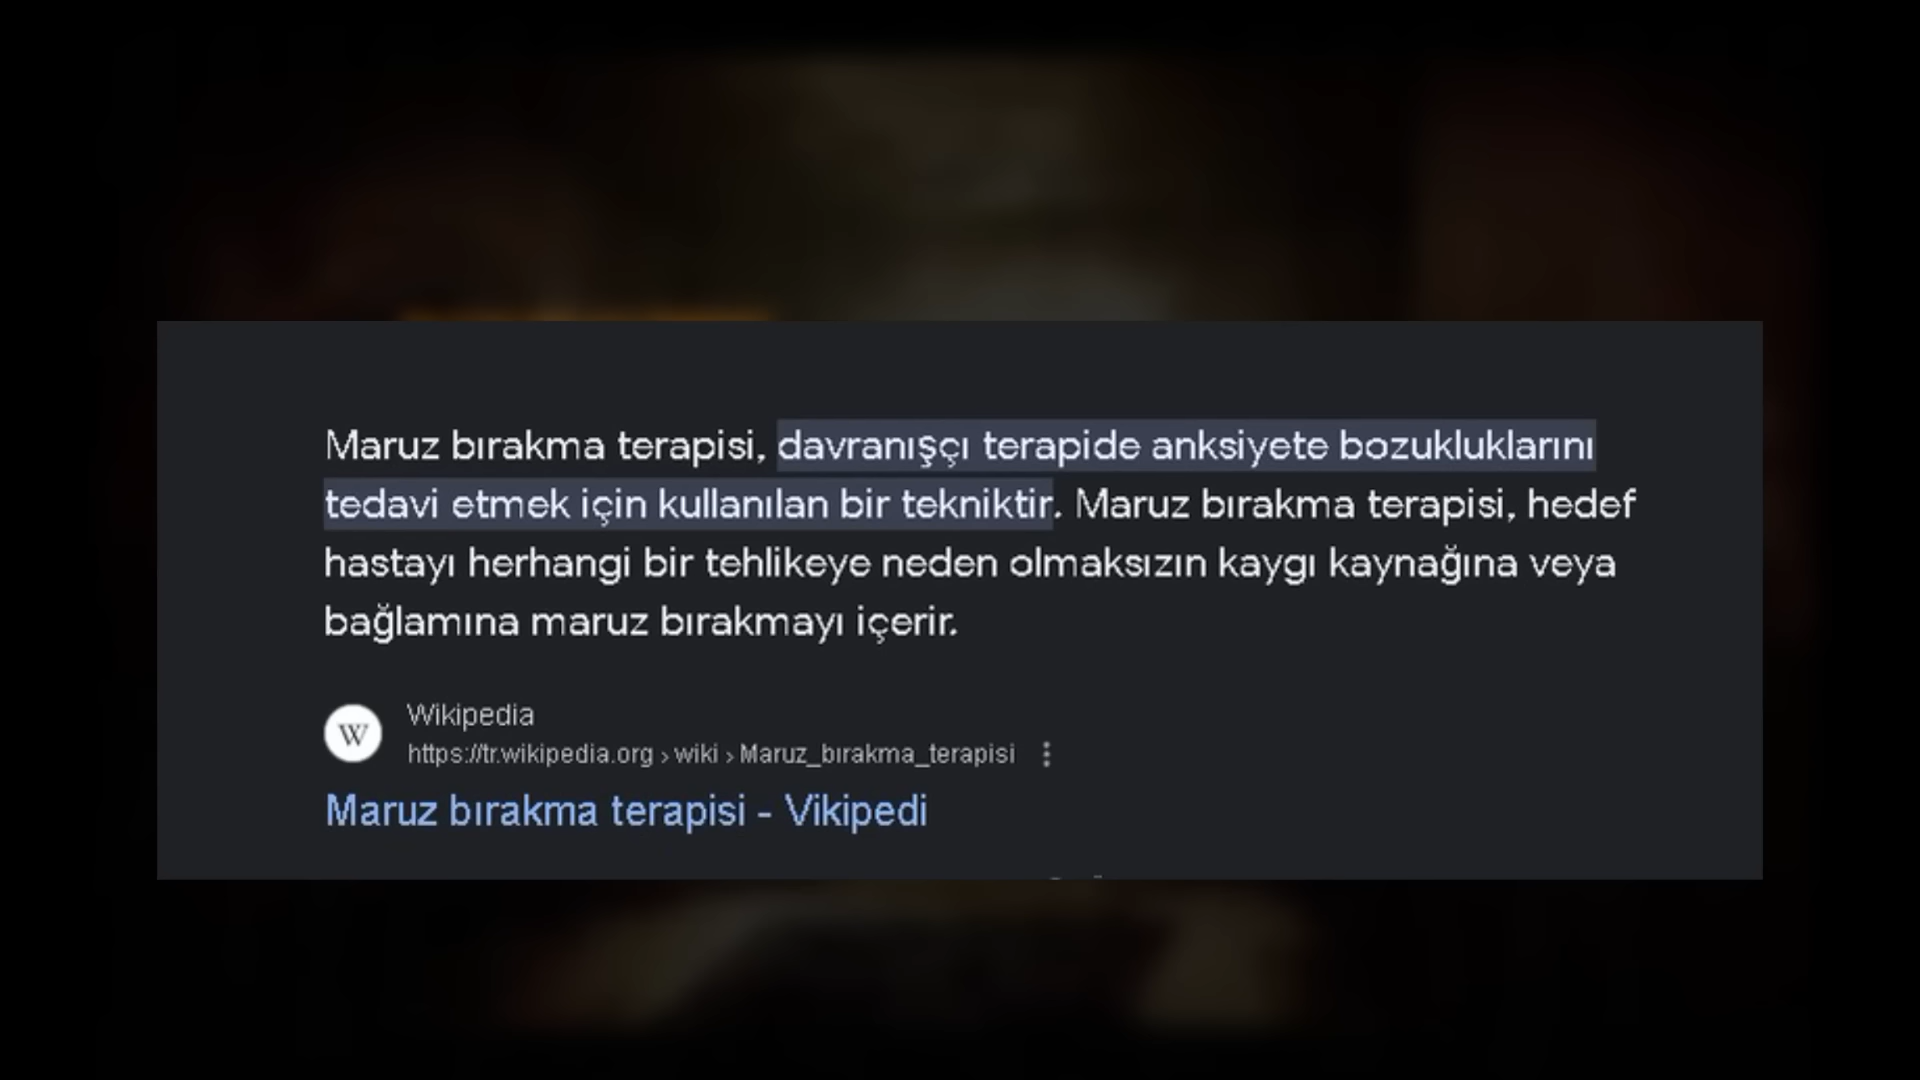 Maruz bırakma terapisi, davranışçı terapide anksiyete bozukluklarını
tedavi etmek için kullanılan bir tekniktir. Maruz bırakma terapisi, hedef
hastayı herhangi bir tehlikeye neden olmaksızın kaygı kaynağına veya
bağlamına maruz bırakmayı içerir.
W
Wikipedia
https://tr.wikipedia.org › wiki › Maruz_bırakma_terapisi
Maruz bırakma terapisi - Vikipedi